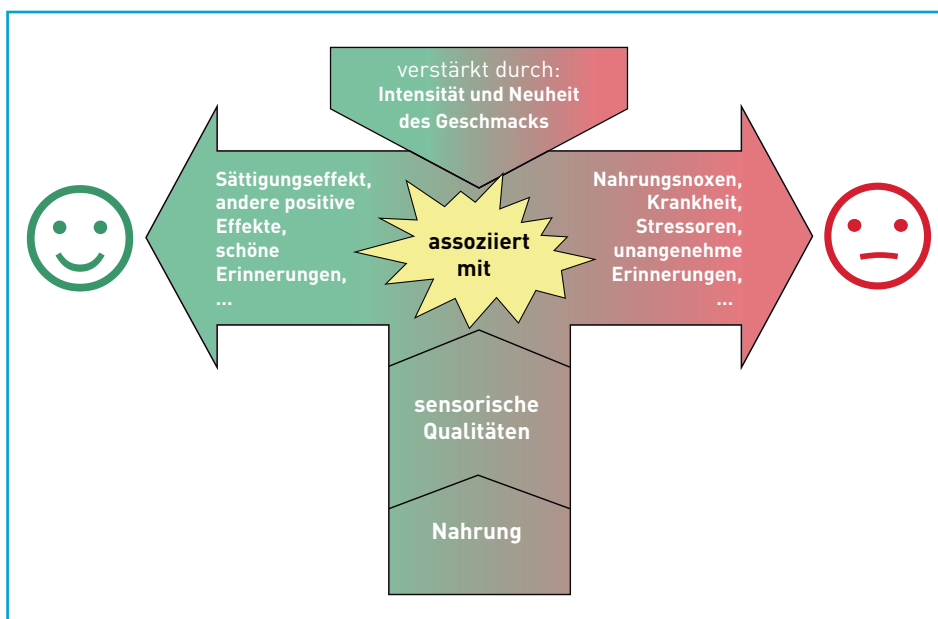 verstärkt durch:
Intensität und Neuheit
des Geschmacks
Sättigungseffekt,
andere positive
Effekte,
schöne
Erinnerungen,
...
assoziiert
mit
Nahrungsnoxen,
Krankheit,
Stressoren,
unangenehme
Erinnerungen,
...
sensorische
Qualitäten
Nahrung